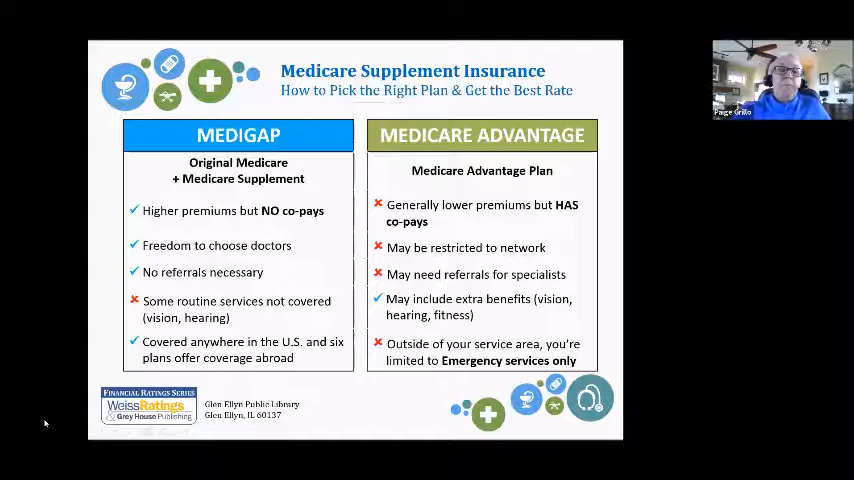 Medicare Supplement Insurance
How to Pick the Right Plan & Get the Best Rate
MEDIGAP
Original Medicare
+ Medicare Supplement
Higher premiums but NO co-pays
Freedom to choose doctors
No referrals necessary
Some routine services not covered
(vision, hearing)
Covered anywhere in the U.S. and six
plans offer coverage abroad
MEDICARE ADVANTAGE
Medicare Advantage Plan
Generally lower premiums but HAS
co-pays
May be restricted to network
May need referrals for specialists
May include extra benefits (vision,
hearing, fitness)
Outside of your service area, you're
limited to Emergency services only
Financial Ratings Series
WeissRatings
& Grey House Publishing
Glen Ellyn Public Library
Glen Ellyn, IL 60137
Paige Grillo